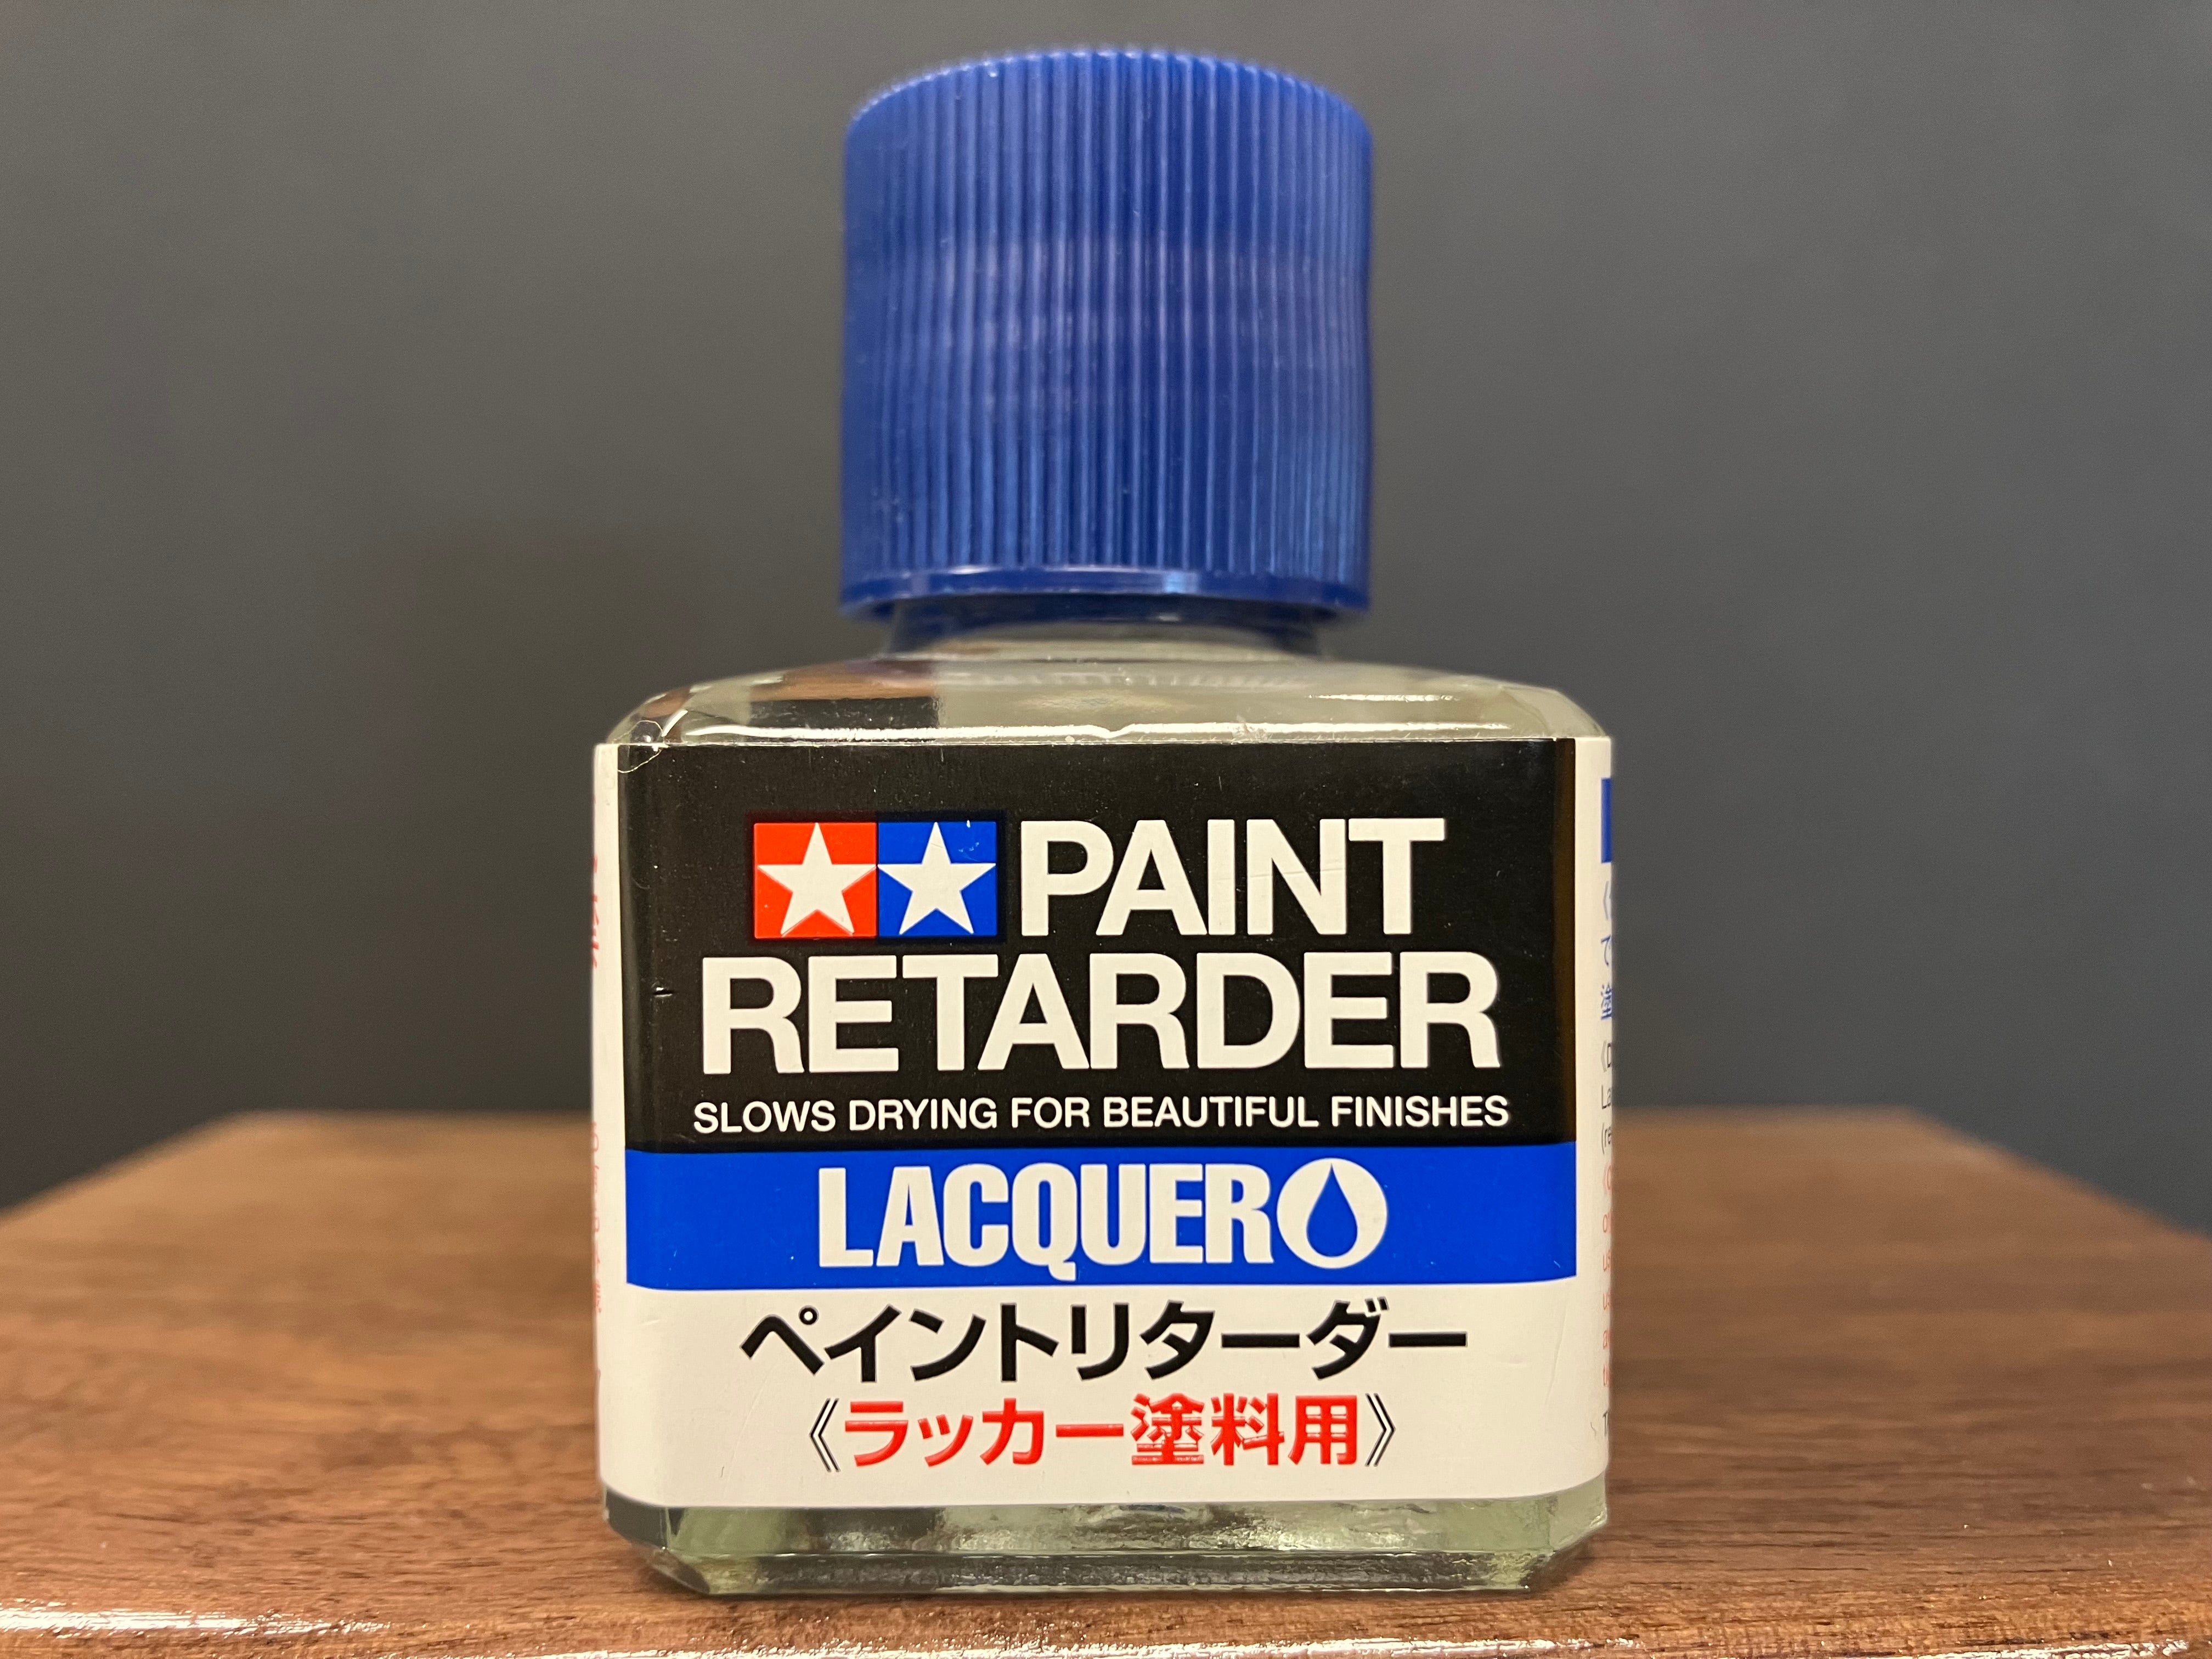 PAINT
RETARDER
SLOWS DRYING FOR BEAUTIFUL FINISHES
LACQUER
ペイントリターダー
《ラッカー塗料用》